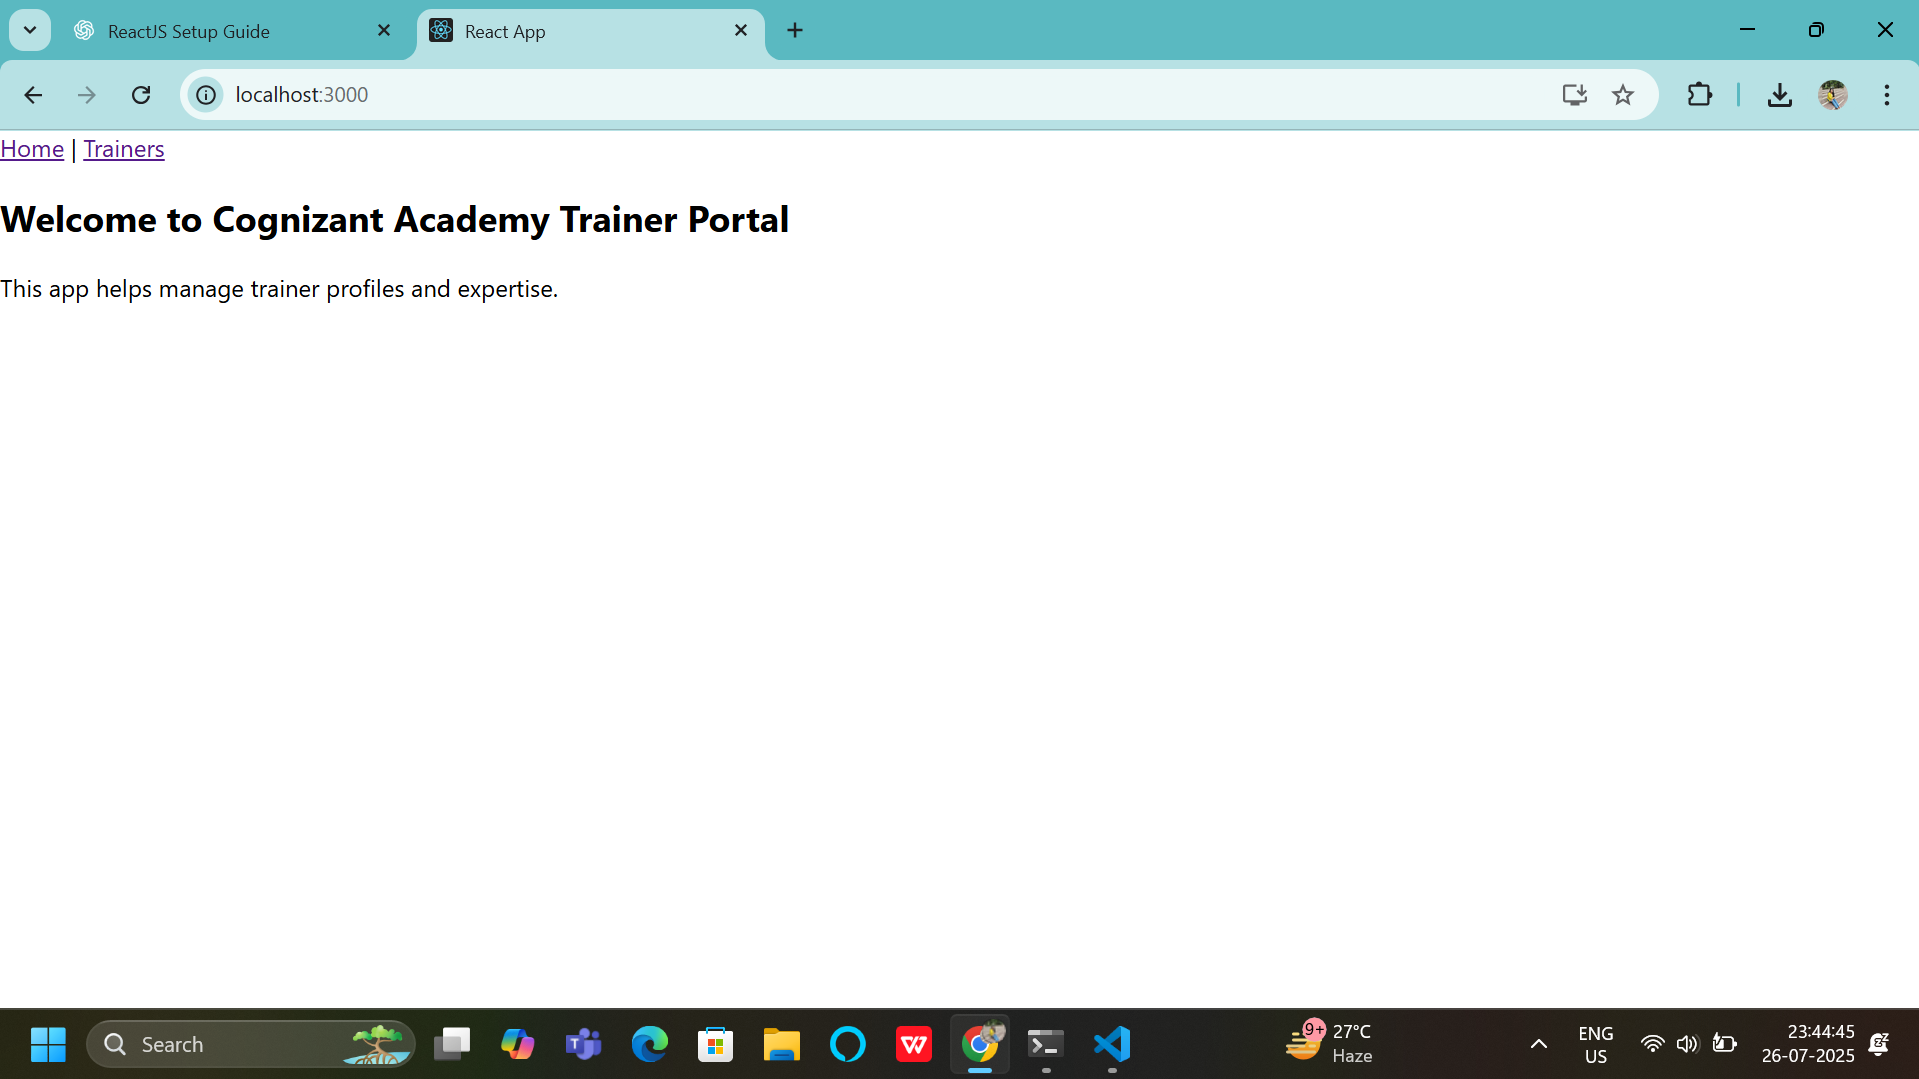 ReactJS Setup Guide
React App
localhost:3000
Home | Trainers
Welcome to Cognizant Academy Trainer Portal
This app helps manage trainer profiles and expertise.
Search
9+
27°C
Haze
ENG
US
23:44:45
26-07-2025